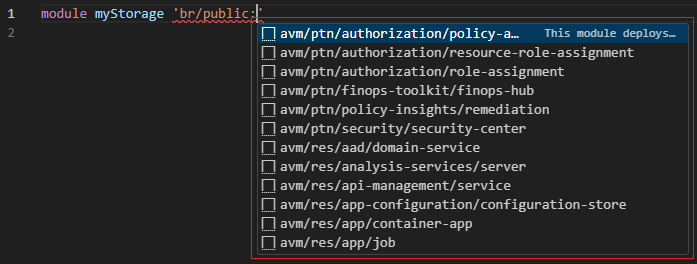 1 module myStorage 'br/public:'
2
avm/ptn/authorization/policy-a... This module deploys...
avm/ptn/authorization/resource-role-assignment
avm/ptn/authorization/role-assignment
avm/ptn/finops-toolkit/finops-hub
avm/ptn/policy-insights/remediation
avm/ptn/security/security-center
avm/res/aad/domain-service
avm/res/analysis-services/server
avm/res/api-management/service
avm/res/app-configuration/configuration-store
avm/res/app/container-app
avm/res/app/job